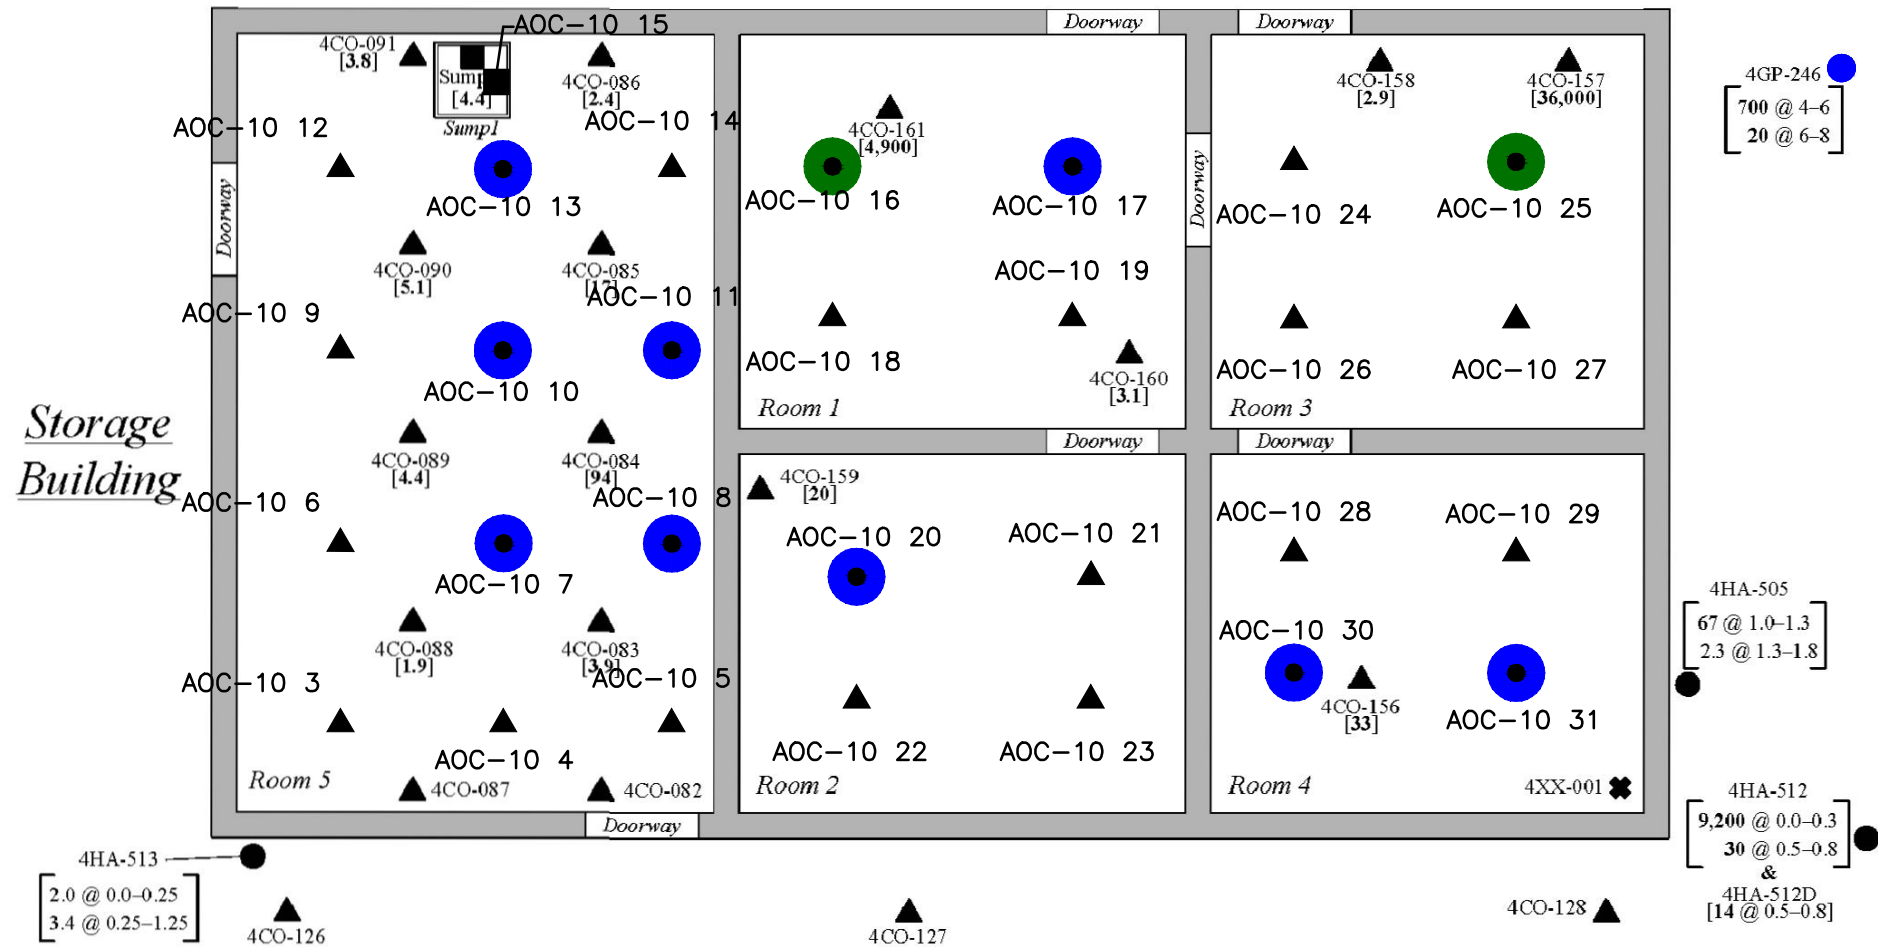 Doorway
Doorway
AOC-10 15
4CO-091
[3.8]
Sump
[4.4]
Sump1
4CO-086
[2.4]
AOC-10 12
AOC-10 14
AOC-10 13
Doorway
4CO-090
[5.1]
4CO-085
[17]
AOC-10 11
AOC-10 9
AOC-10 10
4CO-089
[4.4]
4CO-084
[94]
AOC-10 8
AOC-10 6
AOC-10 7
4CO-088
[1.9]
4CO-083
[3.9]
AOC-10 5
AOC-10 3
AOC-10 4
Room 5
4CO-087
4CO-082
Doorway
Storage
Building
4CO-161
[4,900]
AOC-10 16
AOC-10 17
AOC-10 19
AOC-10 18
4CO-160
[3.1]
Room 1
Doorway
Doorway
4CO-158
[2.9]
4CO-157
[36,000]
AOC-10 24
AOC-10 25
AOC-10 26
AOC-10 27
Room 3
Doorway
4CO-159
[20]
AOC-10 20
AOC-10 21
AOC-10 22
AOC-10 23
Room 2
AOC-10 28
AOC-10 29
AOC-10 30
4CO-156
[33]
AOC-10 31
Room 4
4XX-001
4GP-246
700 @ 4–6
20 @ 6–8
4HA-505
67 @ 1.0–1.3
2.3 @ 1.3–1.8
4HA-512
9,200 @ 0.0–0.3
30 @ 0.5–0.8
&
4HA-512D
[14 @ 0.5–0.8]
4HA-513
2.0 @ 0.0–0.25
3.4 @ 0.25–1.25
4CO-126
4CO-127
4CO-128